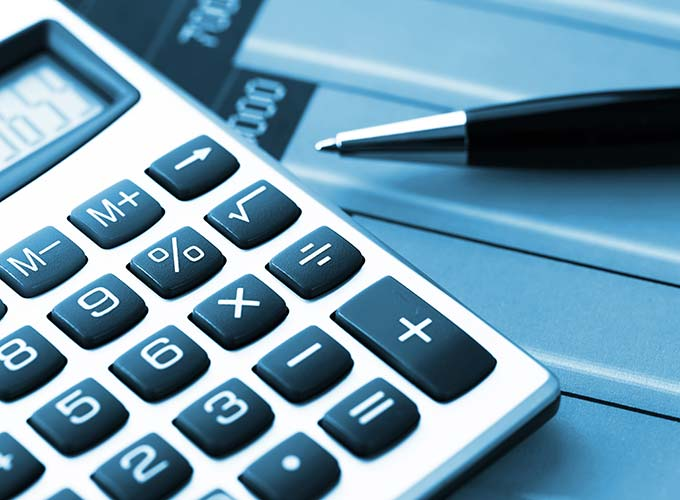 700
000
M− M+ →
8 9 % √
5 6 × ÷
2 3 − +
. =